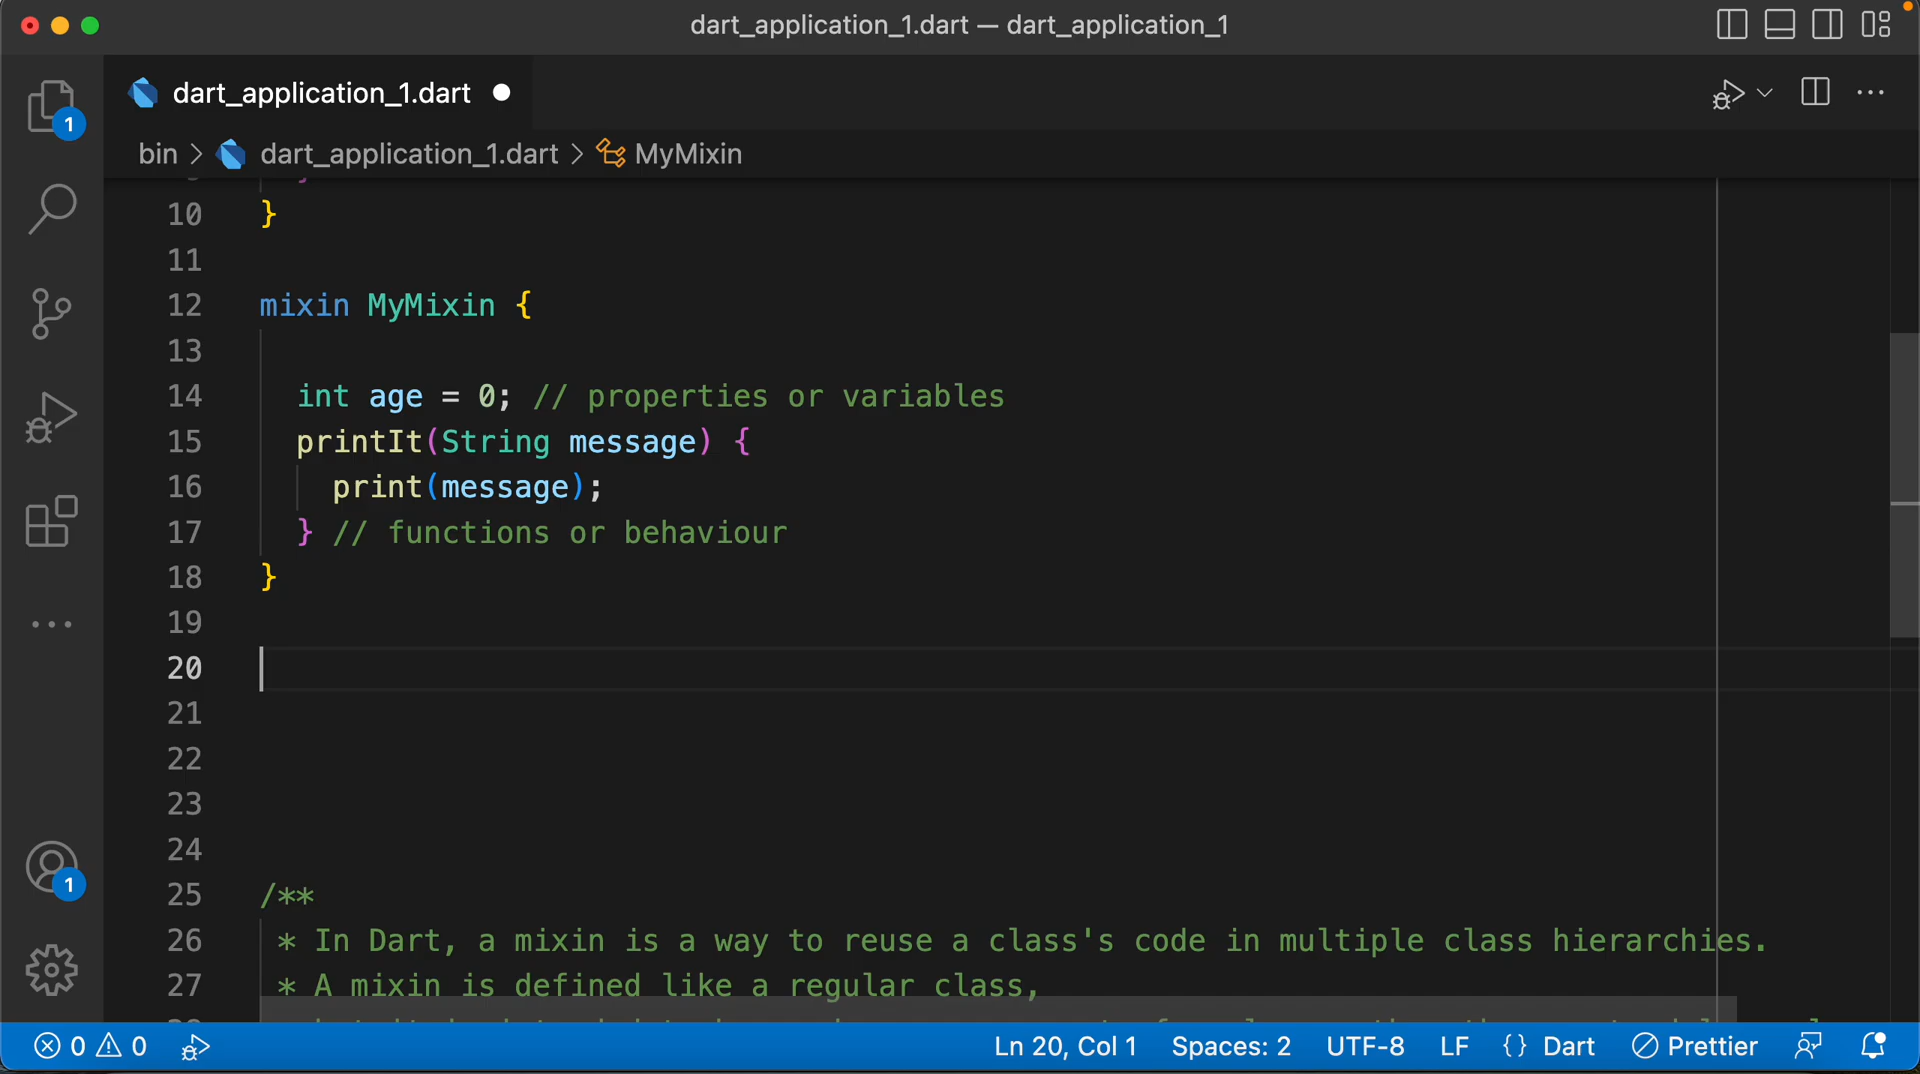 dart_application_1.dart — dart_application_1
dart_application_1.dart
bin > dart_application_1.dart > MyMixin
10 }
11
12 mixin MyMixin {
13
14 int age = 0; // properties or variables
15 printIt(String message) {
16 print(message);
17 } // functions or behaviour
18 }
19
20
21
22
23
24
25 /**
26 * In Dart, a mixin is a way to reuse a class's code in multiple class hierarchies.
27 * A mixin is defined like a regular class,
1
1
0 0 Ln 20, Col 1 Spaces: 2 UTF-8 LF {} Dart Prettier